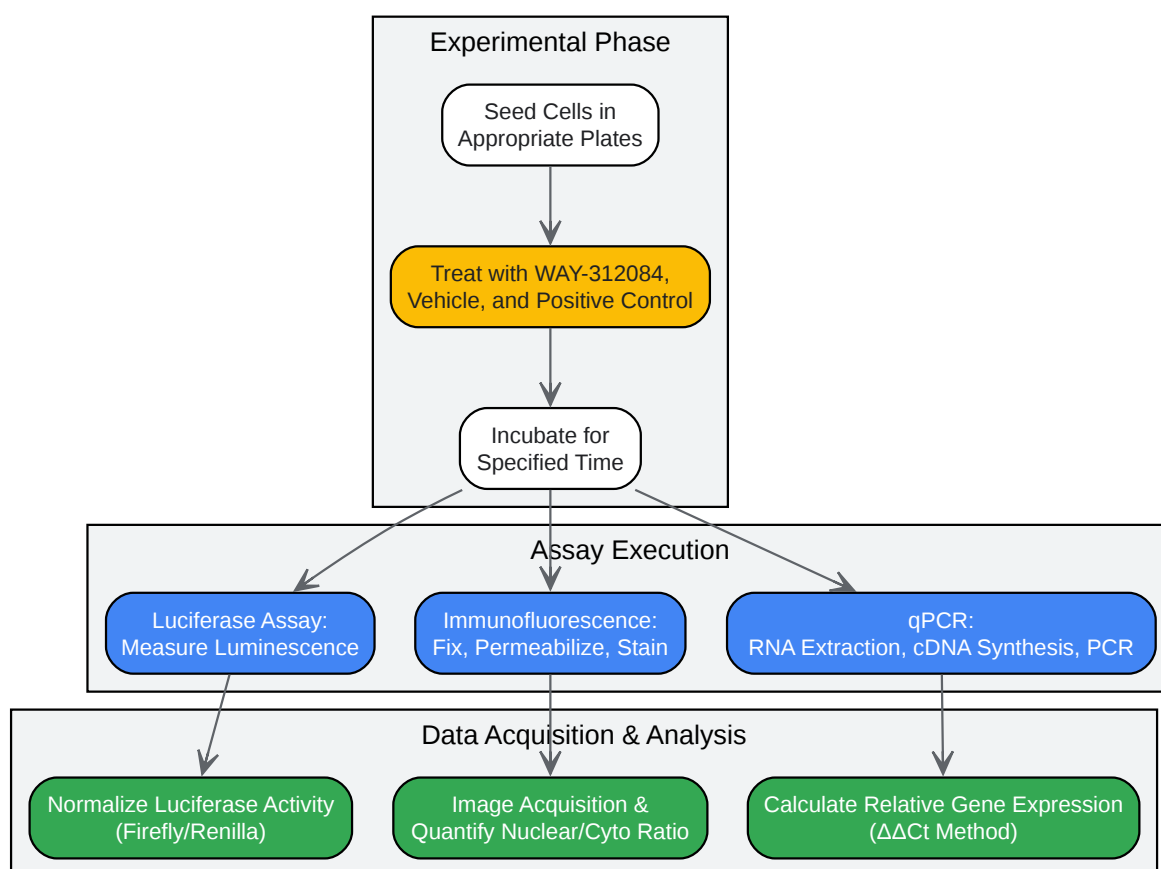 Experimental Phase
Seed Cells in
Appropriate Plates
Treat with WAY-312084,
Vehicle, and Positive Control
Incubate for
Specified Time
Assay Execution
Luciferase Assay:
Measure Luminescence
Immunofluorescence:
Fix, Permeabilize, Stain
qPCR:
RNA Extraction, cDNA Synthesis, PCR
Data Acquisition & Analysis
Normalize Luciferase Activity
(Firefly/Renilla)
Image Acquisition &
Quantify Nuclear/Cyto Ratio
Calculate Relative Gene Expression
(ΔΔCt Method)